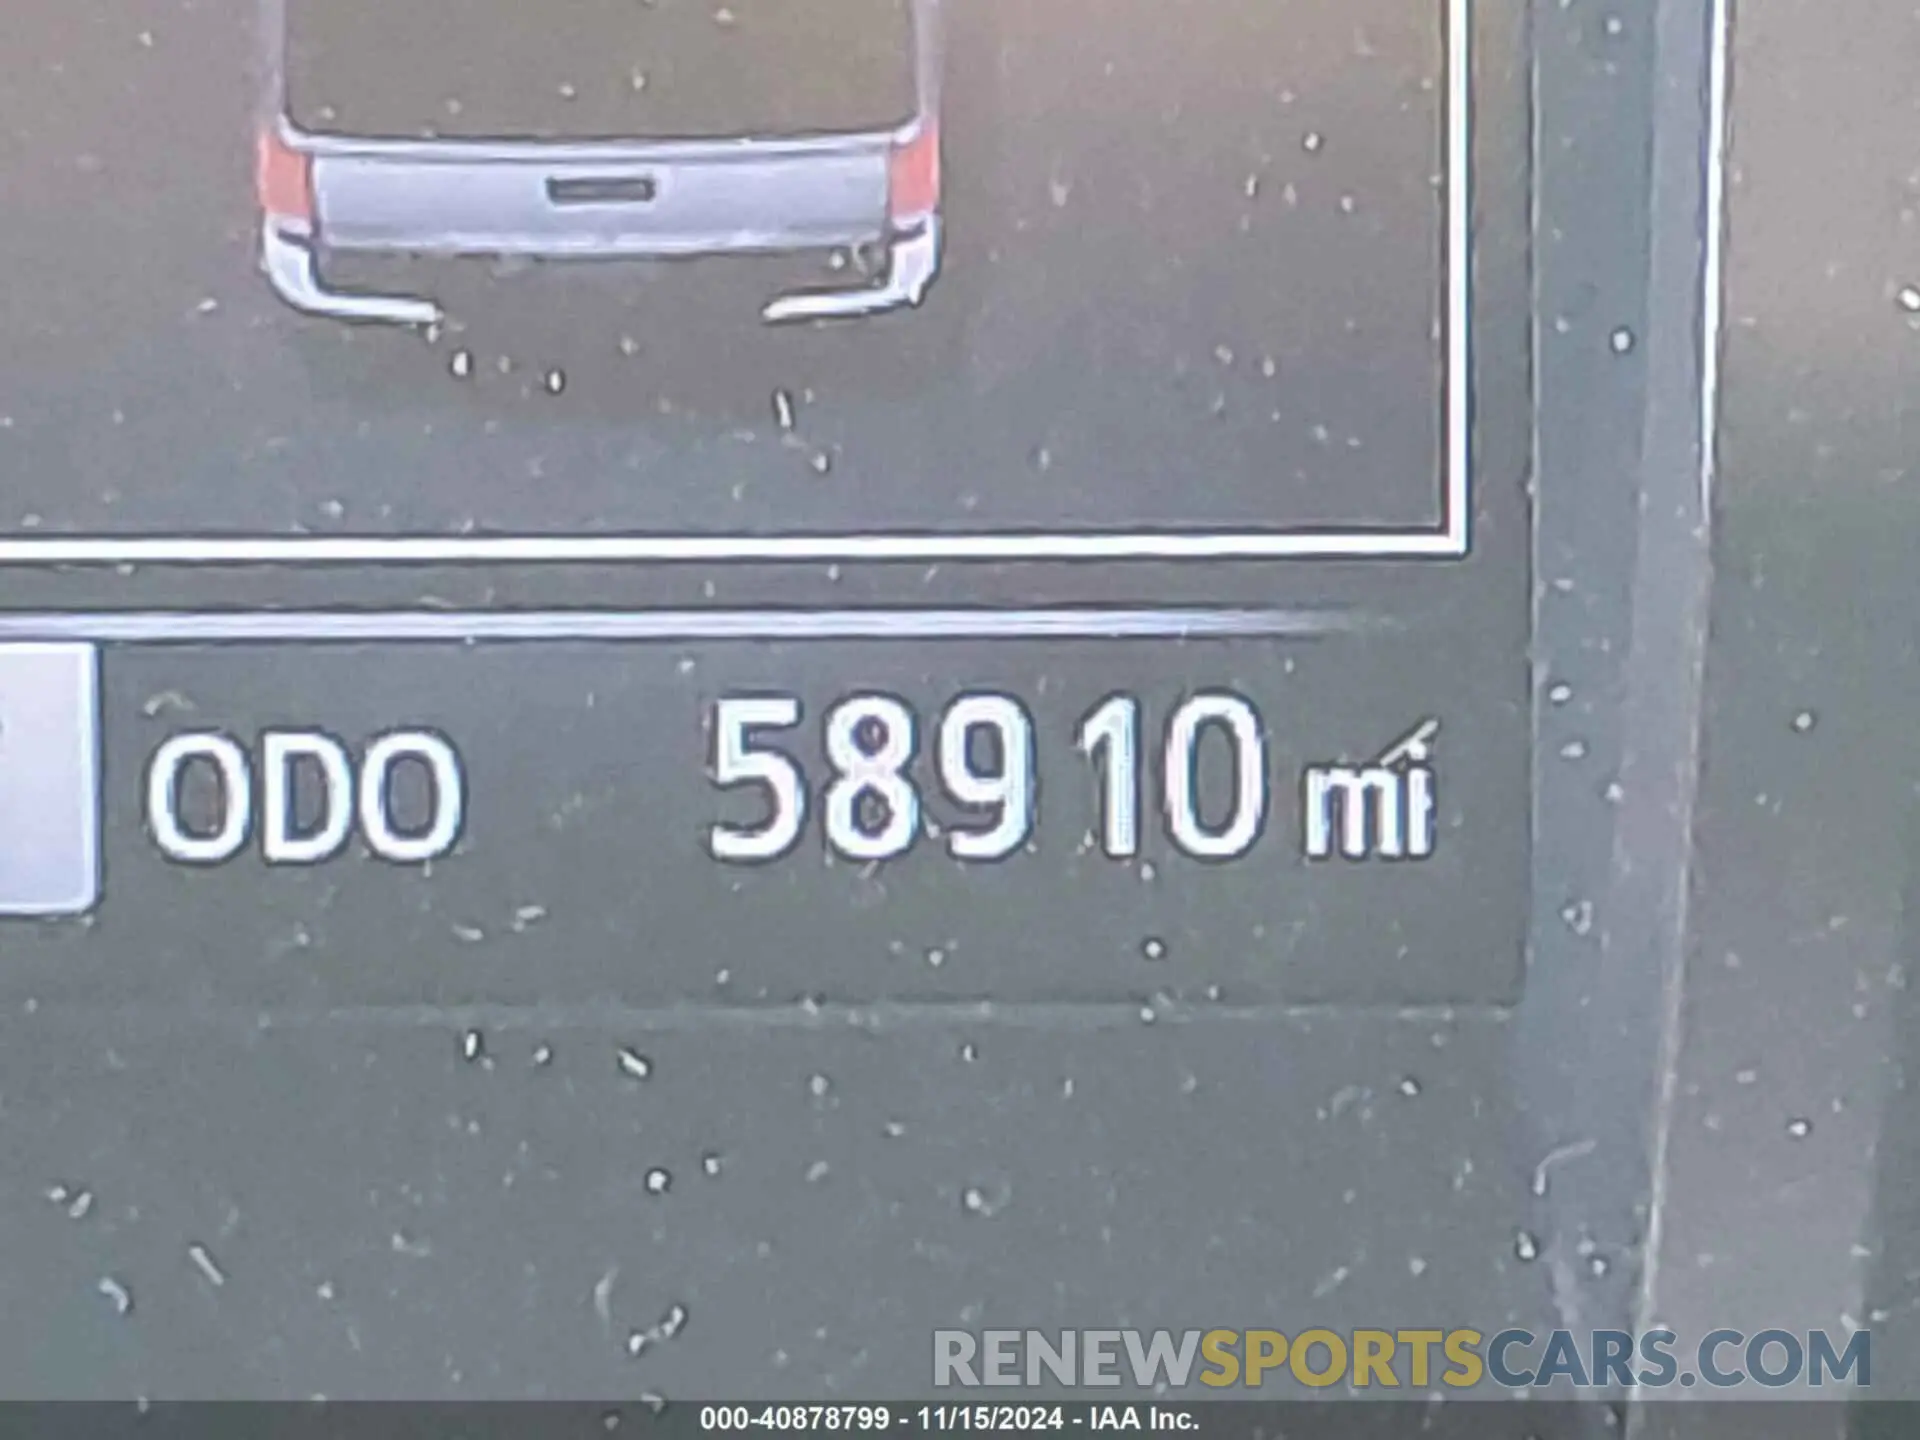 ODO 58910 mi
RENEWSPORTSCARS.COM
000-40878799 - 11/15/2024 - IAA Inc.